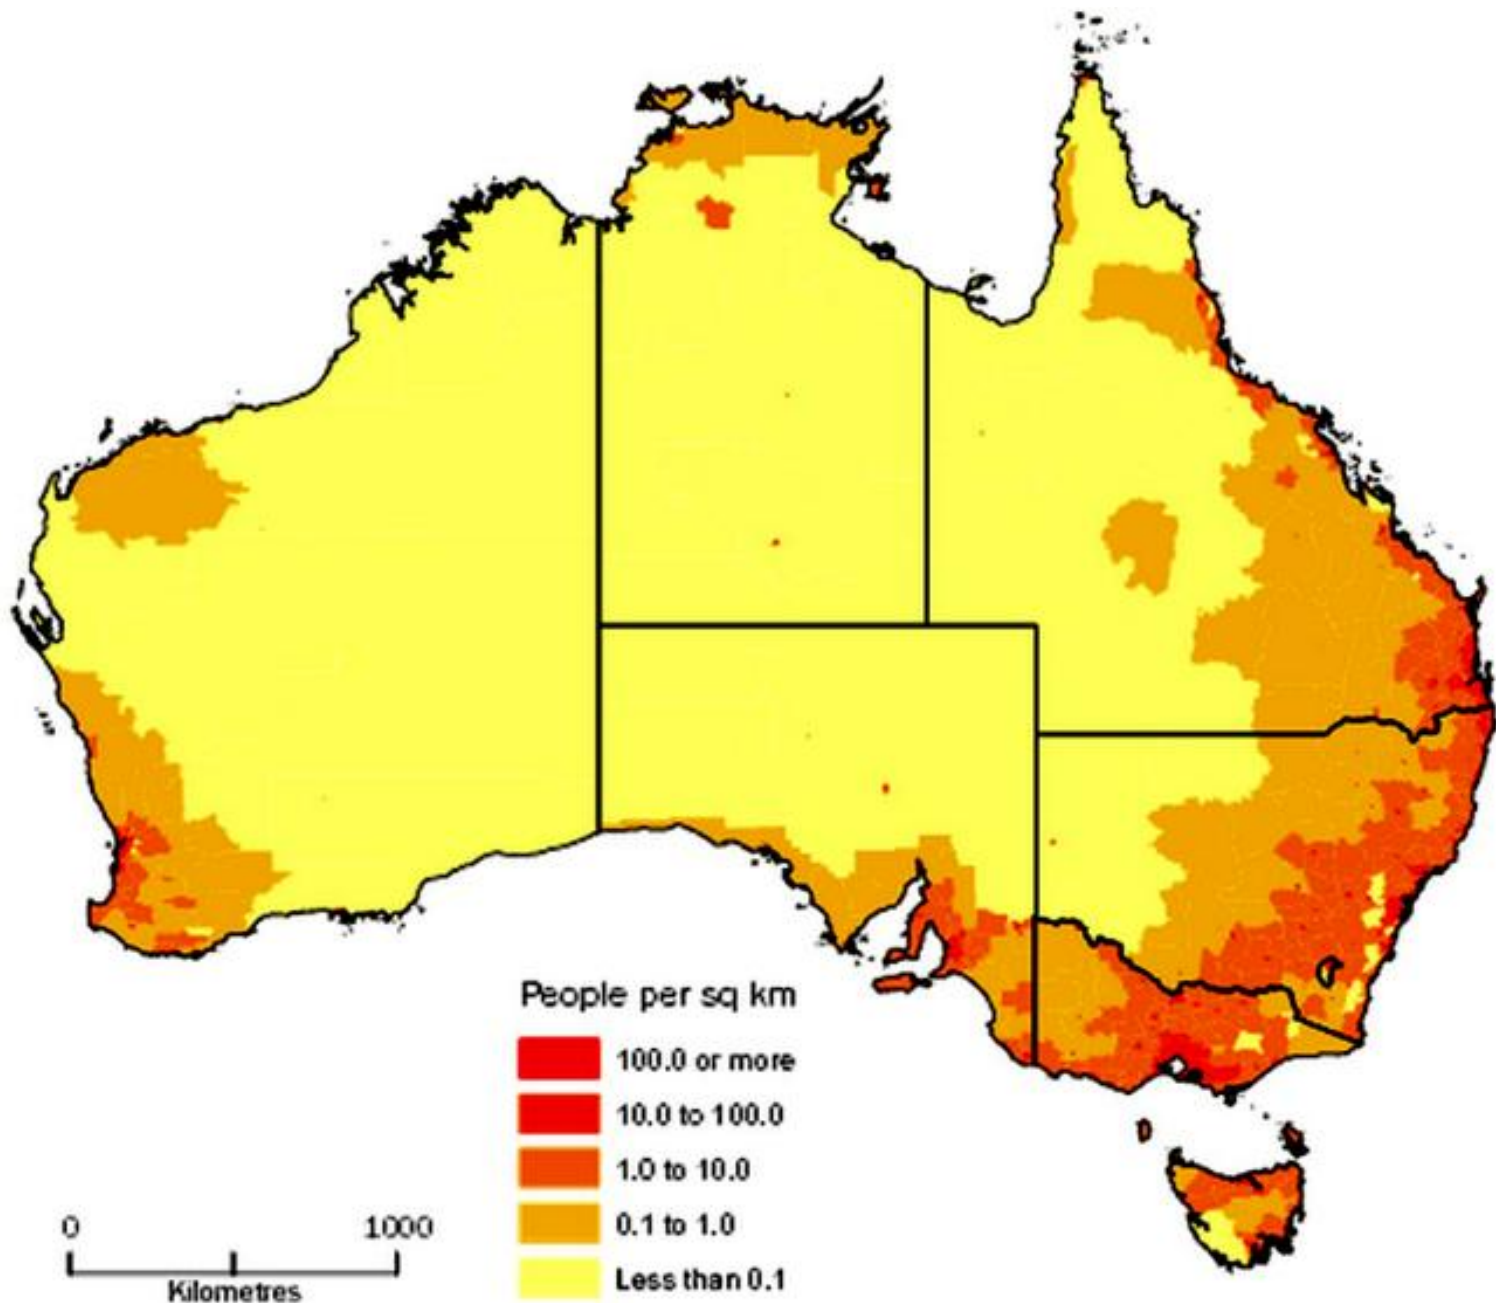 People per sq km
100.0 or more
10.0 to 100.0
1.0 to 10.0
0.1 to 1.0
Less than 0.1
0 1000
Kilometres